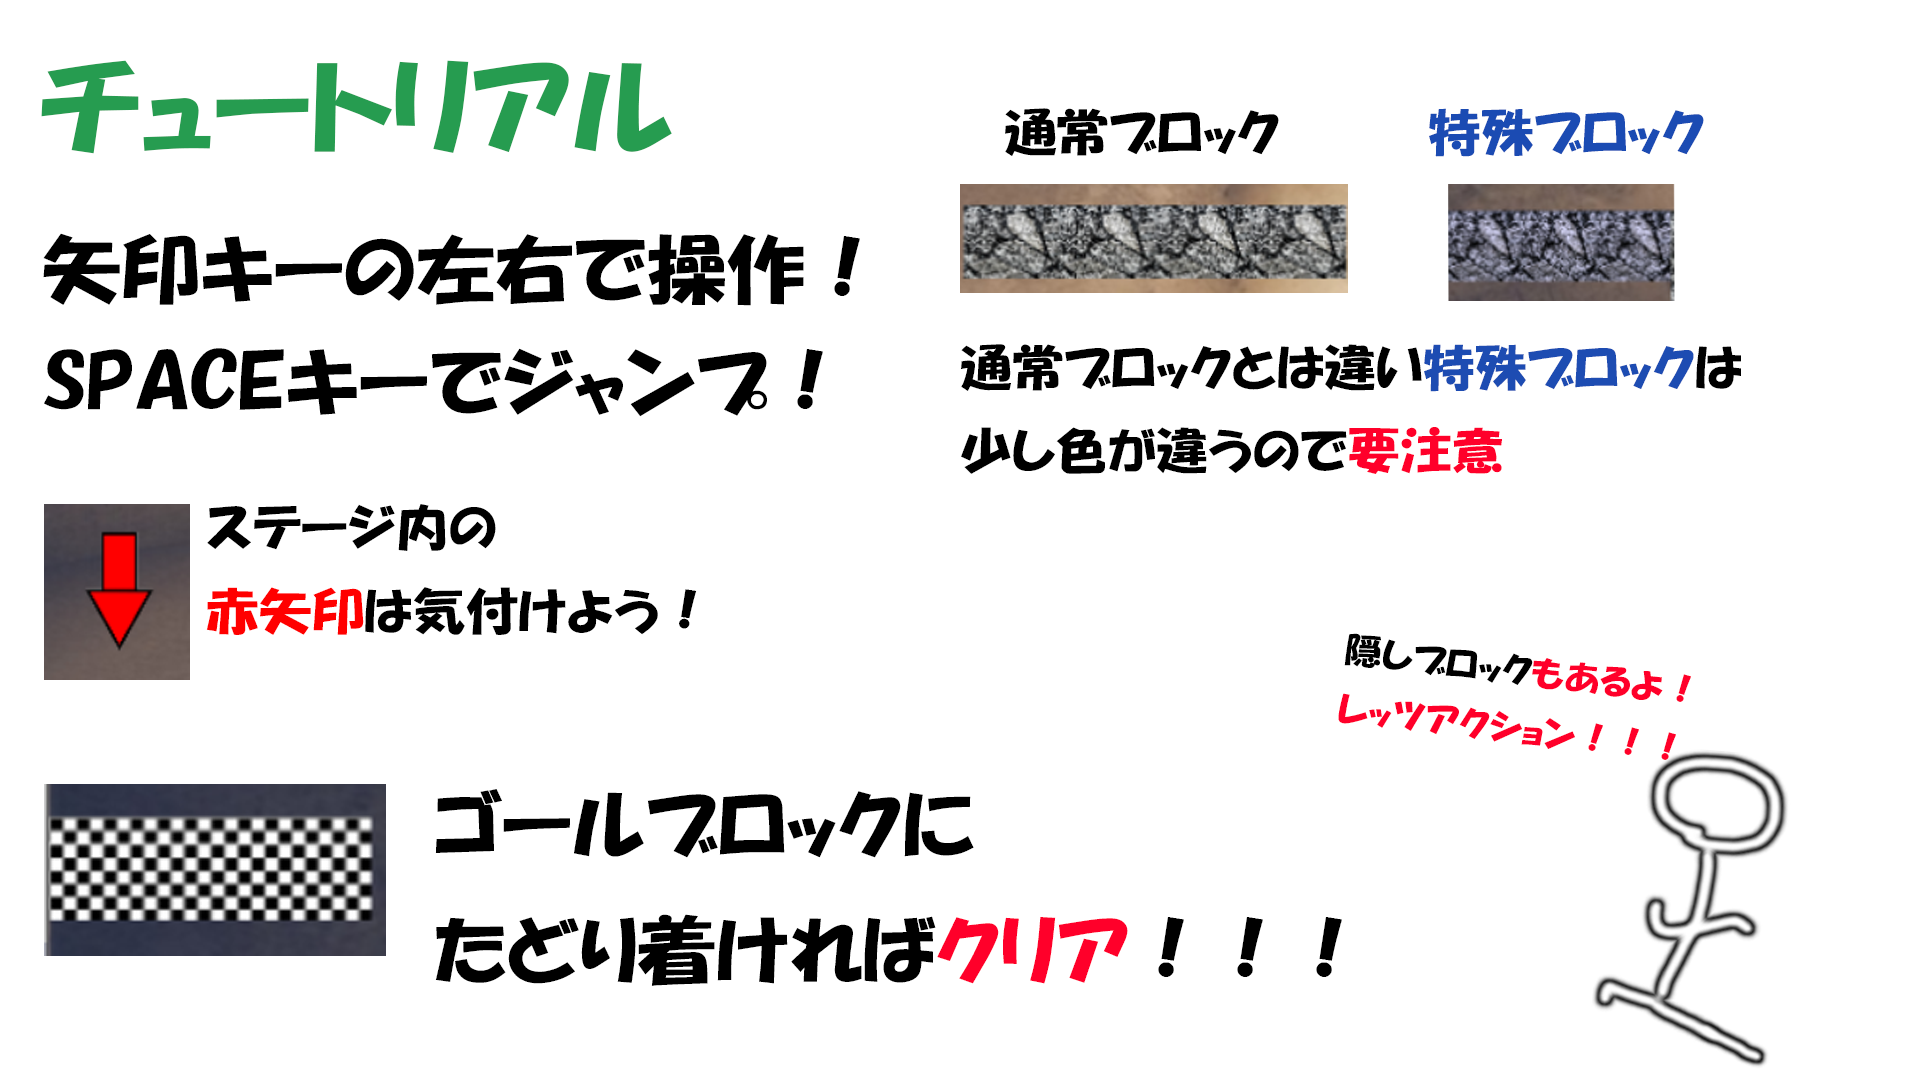 チュートリアル
矢印キーの左右で操作！
SPACEキーでジャンプ！
ステージ内の
赤矢印は気付けよう！
ゴールブロックに
たどり着ければクリア！！！
通常ブロック
特殊ブロック
通常ブロックとは違い特殊ブロックは
少し色が違うので要注意
隠しブロックもあるよ！
レッツアクション！！！